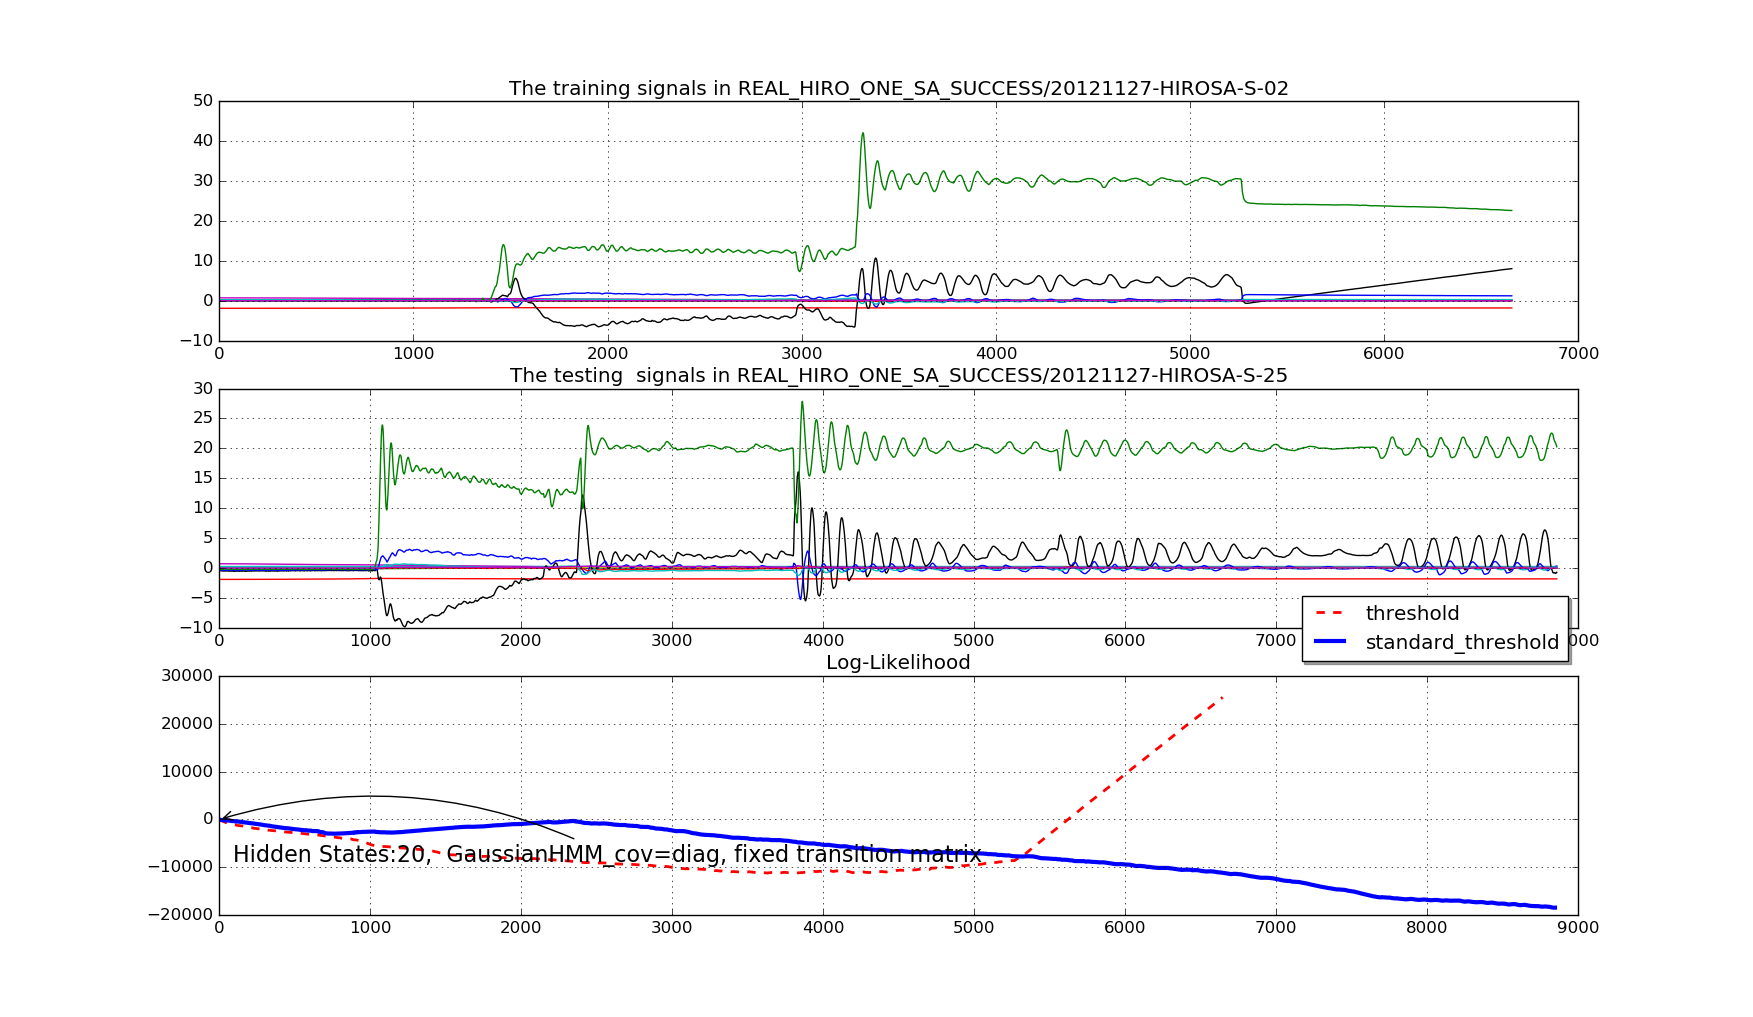 The training signals in REAL_HIRO_ONE_SA_SUCCESS/20121127-HIROSA-S-02
50
40
30
20
10
0
−10
0 1000 2000 3000 4000 5000 6000 7000
The testing  signals in REAL_HIRO_ONE_SA_SUCCESS/20121127-HIROSA-S-25
30
25
20
15
10
5
0
−5
−10
0 1000 2000 3000 4000 5000 6000 7000 000
threshold
standard_threshold
Log-Likelihood
30000
20000
10000
0
−10000
−20000
Hidden States:20,  GaussianHMM_cov=diag, fixed transition matrix
0 1000 2000 3000 4000 5000 6000 7000 8000 9000